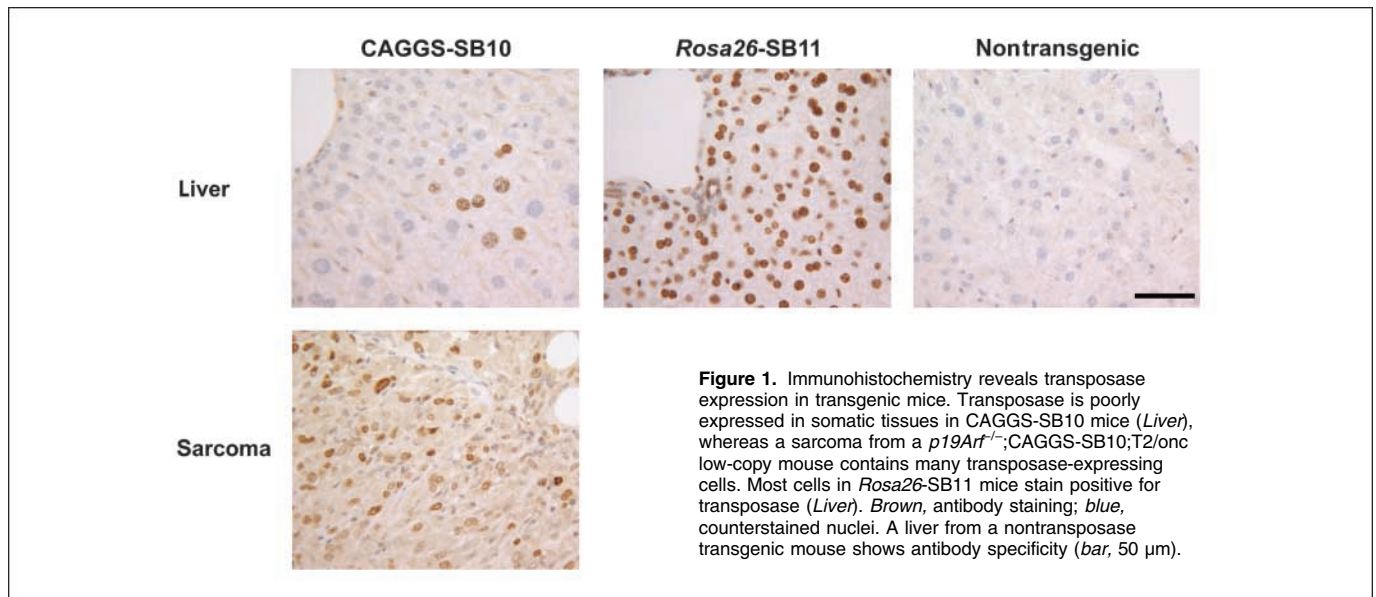 CAGGS-SB10
Rosa26-SB11
Nontransgenic
Liver
Sarcoma
Figure 1. Immunohistochemistry reveals transposase
expression in transgenic mice. Transposase is poorly
expressed in somatic tissues in CAGGS-SB10 mice (Liver),
whereas a sarcoma from a p19Arf−/−;CAGGS-SB10;T2/onc
low-copy mouse contains many transposase-expressing
cells. Most cells in Rosa26-SB11 mice stain positive for
transposase (Liver). Brown, antibody staining; blue,
counterstained nuclei. A liver from a nontransposase
transgenic mouse shows antibody specificity (bar, 50 μm).